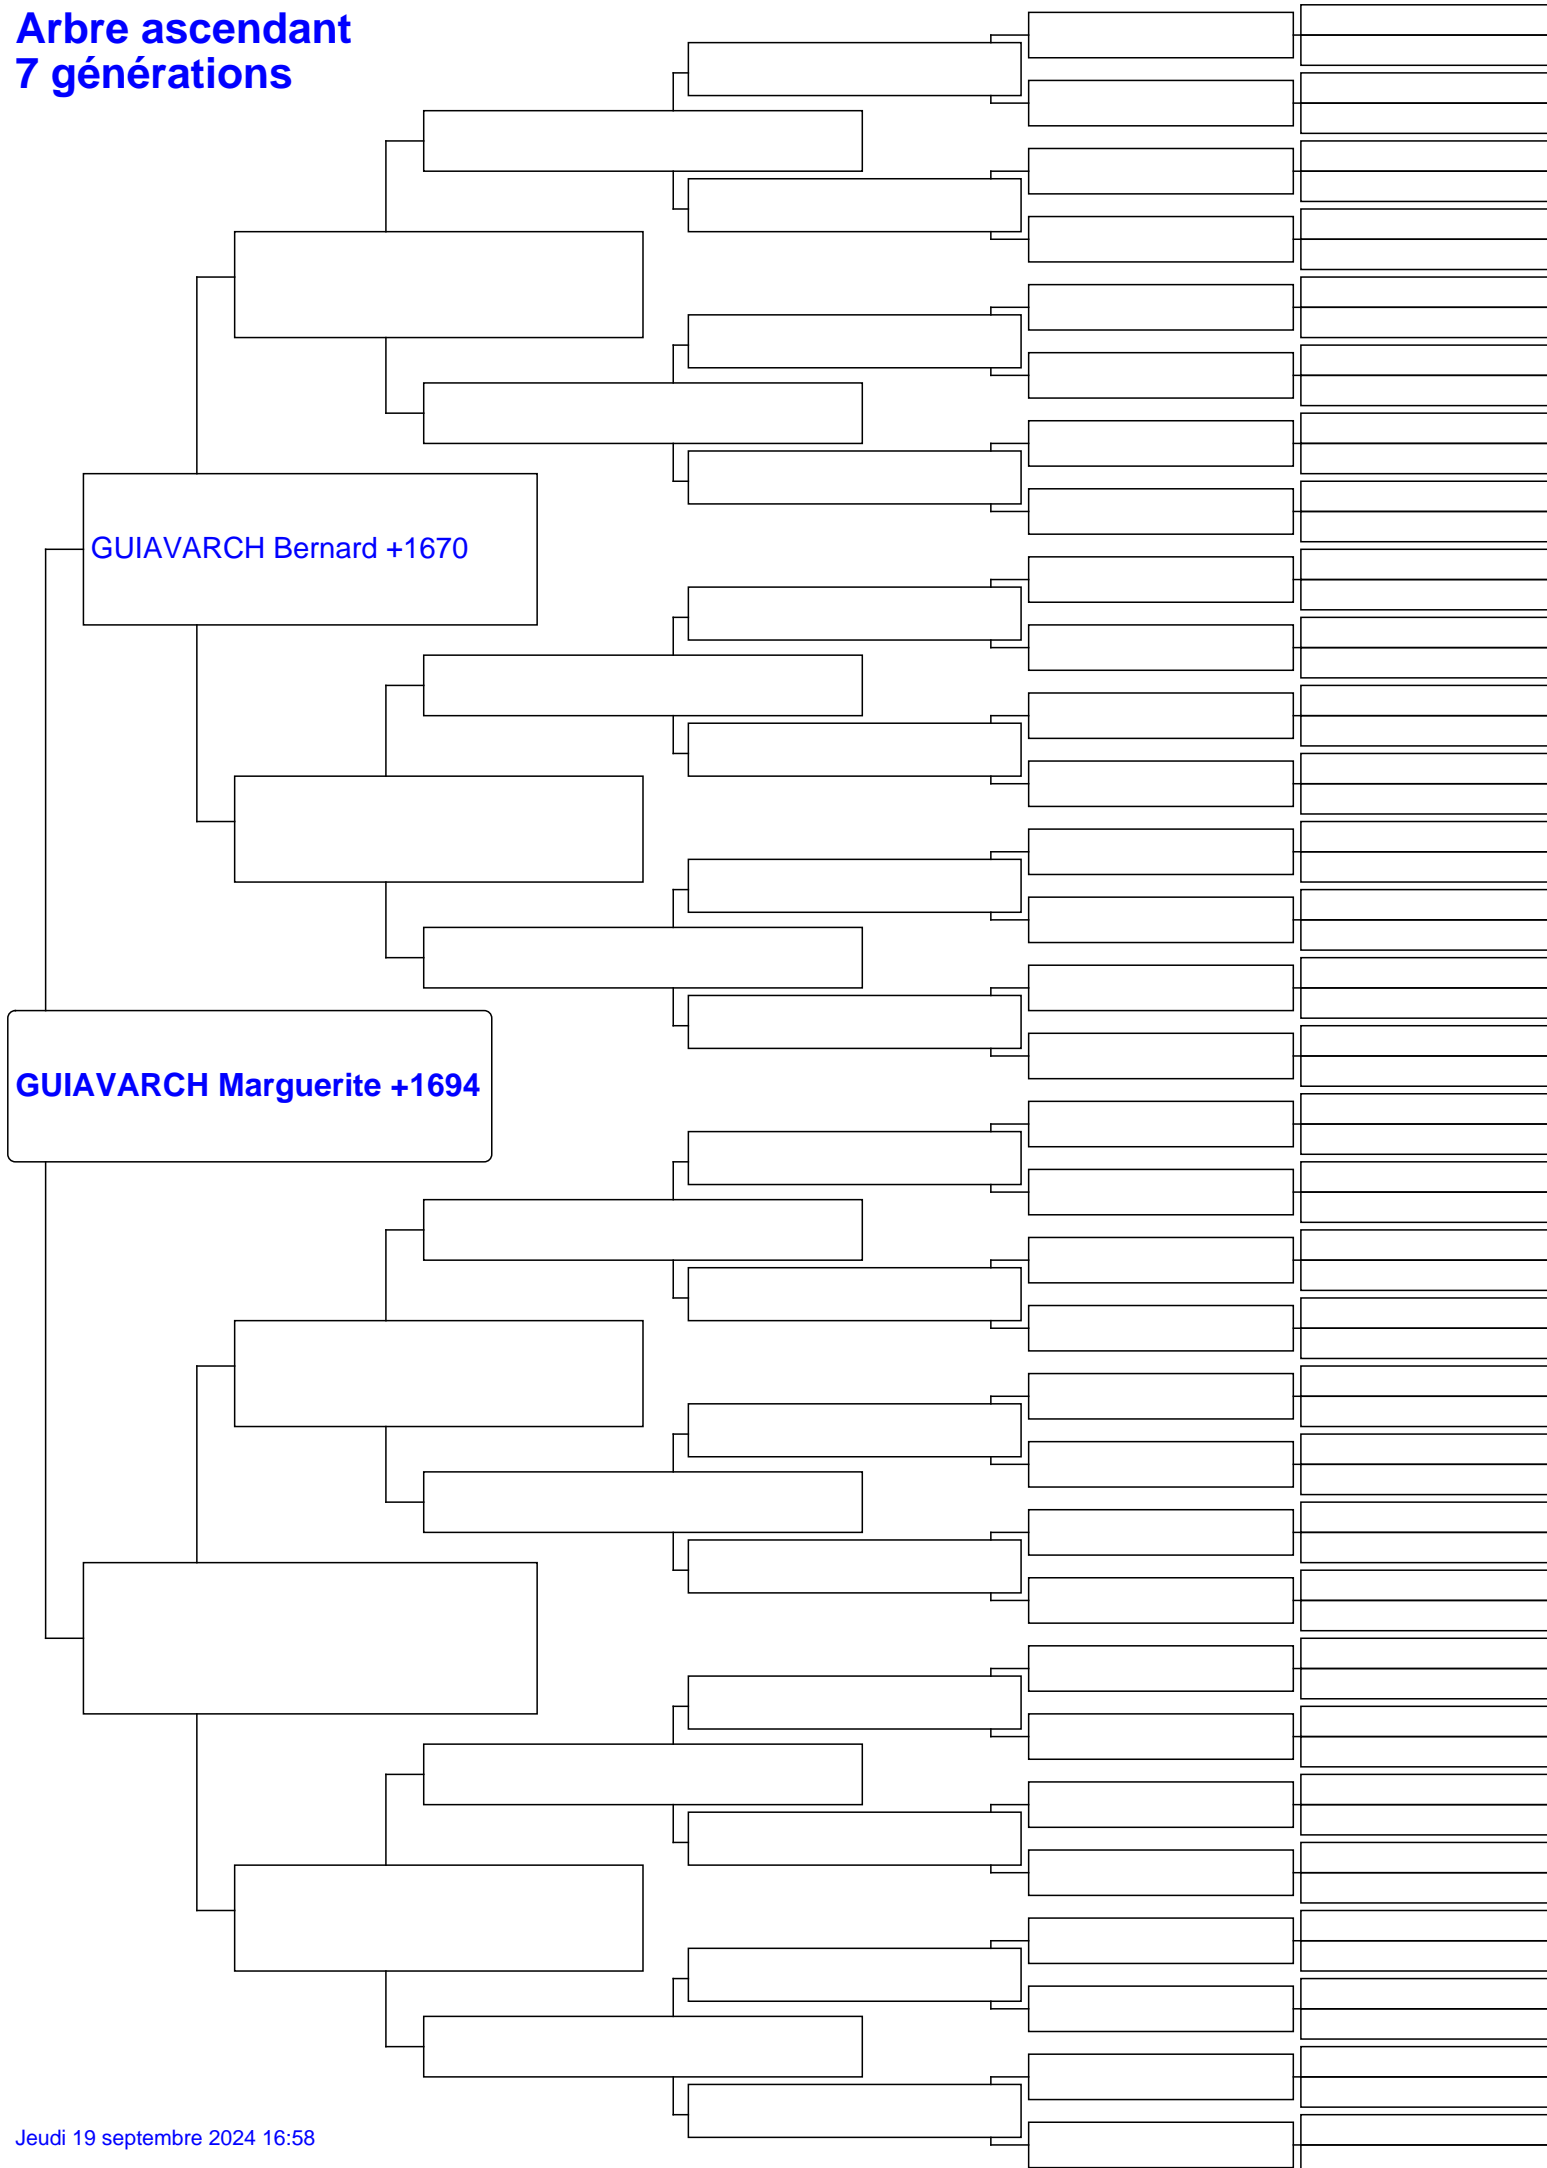 Arbre ascendant
7 générations
GUIAVARCH Bernard +1670
GUIAVARCH Marguerite +1694
Jeudi 19 septembre 2024 16:58